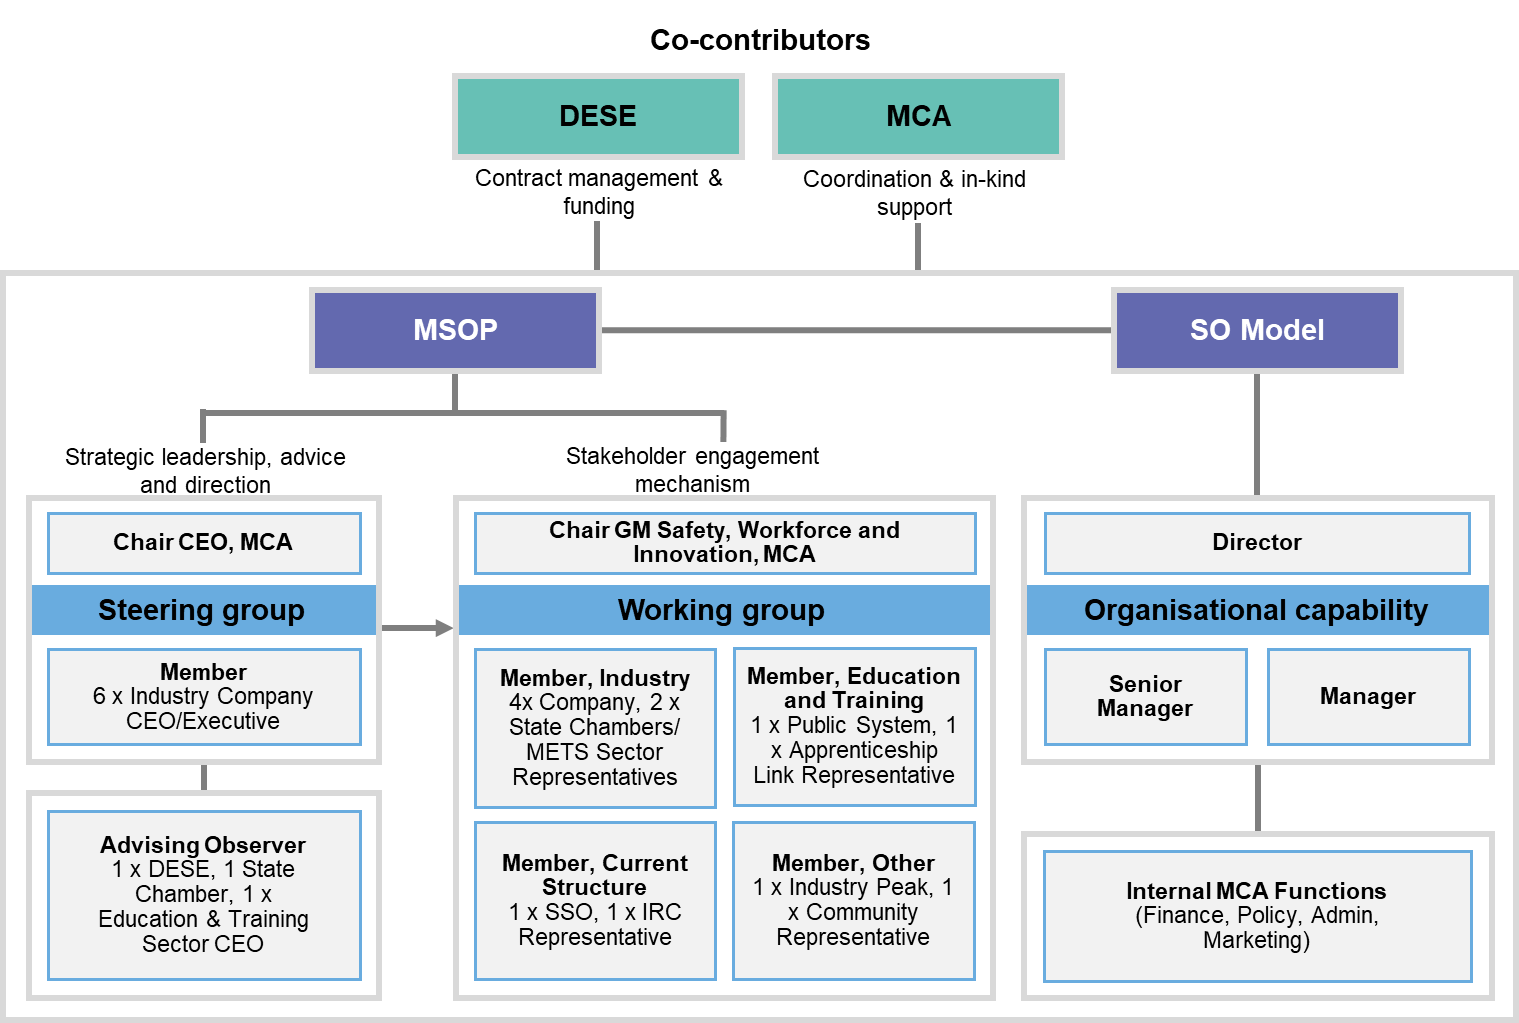 Co-contributors
DESE
MCA
Contract management &
funding
Coordination & in-kind
support
MSOP
SO Model
Strategic leadership, advice
and direction
Stakeholder engagement
mechanism
Chair CEO, MCA
Steering group
Member
6 x Industry Company
CEO/Executive
Advising Observer
1 x DESE, 1 State
Chamber, 1 x
Education & Training
Sector CEO
Chair GM Safety, Workforce and
Innovation, MCA
Working group
Member, Industry
4x Company, 2 x
State Chambers/
METS Sector
Representatives
Member, Education
and Training
1 x Public System, 1
x Apprenticeship
Link Representative
Member, Current
Structure
1 x SSO, 1 x IRC
Representative
Member, Other
1 x Industry Peak, 1
x Community
Representative
Director
Organisational capability
Senior
Manager
Manager
Internal MCA Functions
(Finance, Policy, Admin,
Marketing)